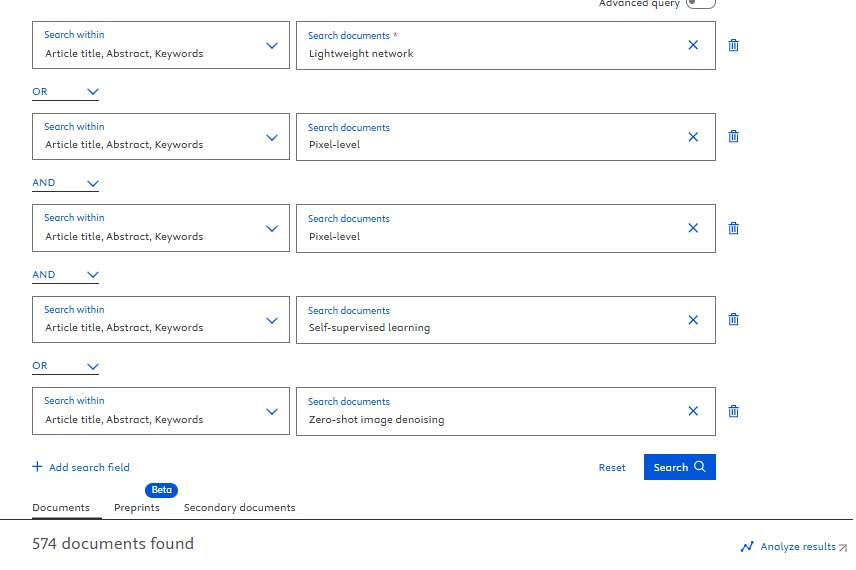 Advanced query
Search within
Article title, Abstract, Keywords
Search documents *
Lightweight network
OR
Search within
Article title, Abstract, Keywords
Search documents
Pixel-level
AND
Search within
Article title, Abstract, Keywords
Search documents
Pixel-level
AND
Search within
Article title, Abstract, Keywords
Search documents
Self-supervised learning
OR
Search within
Article title, Abstract, Keywords
Search documents
Zero-shot image denoising
Add search field
Reset
Search
Beta
Documents Preprints Secondary documents
574 documents found
Analyze results